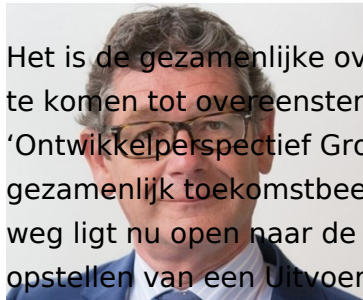 Het is de gezamenlijke ov
te komen tot overeenster
‘Ontwikkelperspectief Gro
gezamenlijk toekomstbee
weg ligt nu open naar de
opstellen van een Uitvoer